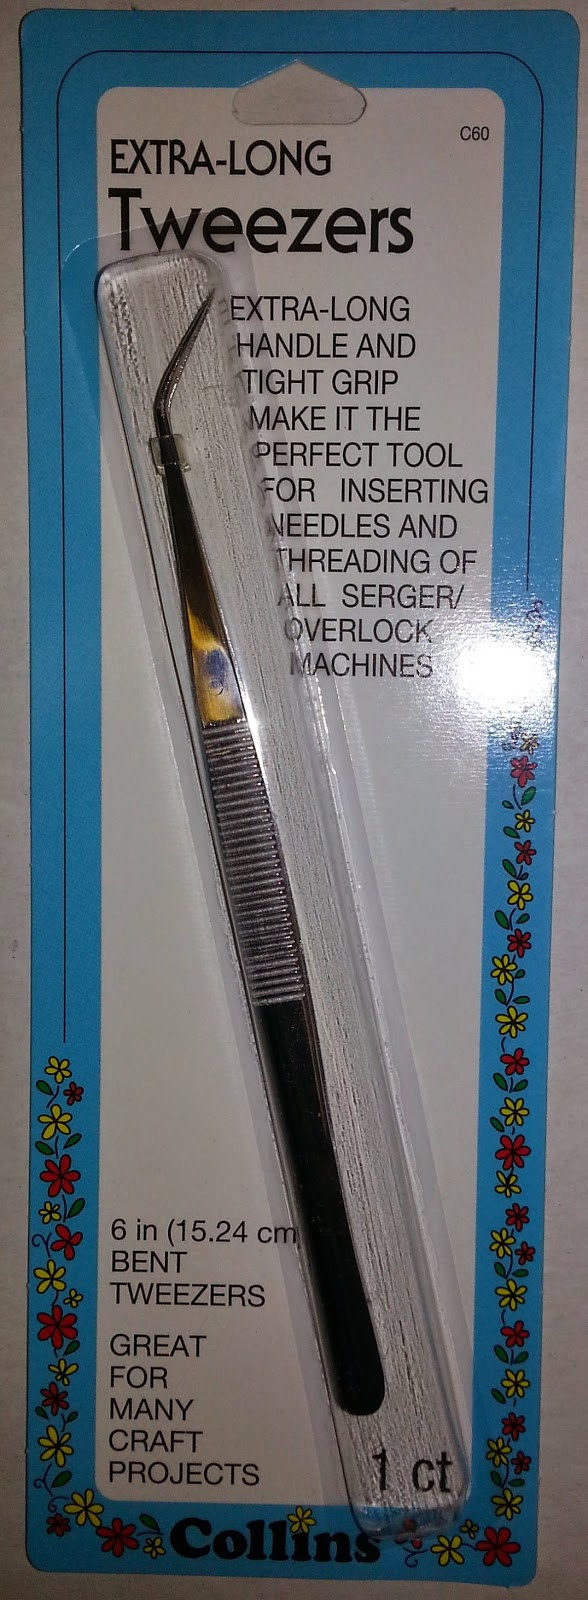 C60
EXTRA-LONG
Tweezers
EXTRA-LONG
HANDLE AND
TIGHT GRIP
MAKE IT THE
PERFECT TOOL
FOR INSERTING
NEEDLES AND
THREADING OF
ALL SERGER/
OVERLOCK
MACHINES
6 in (15.24 cm)
BENT
TWEEZERS
GREAT
FOR
MANY
CRAFT
PROJECTS
1 ct
Collins